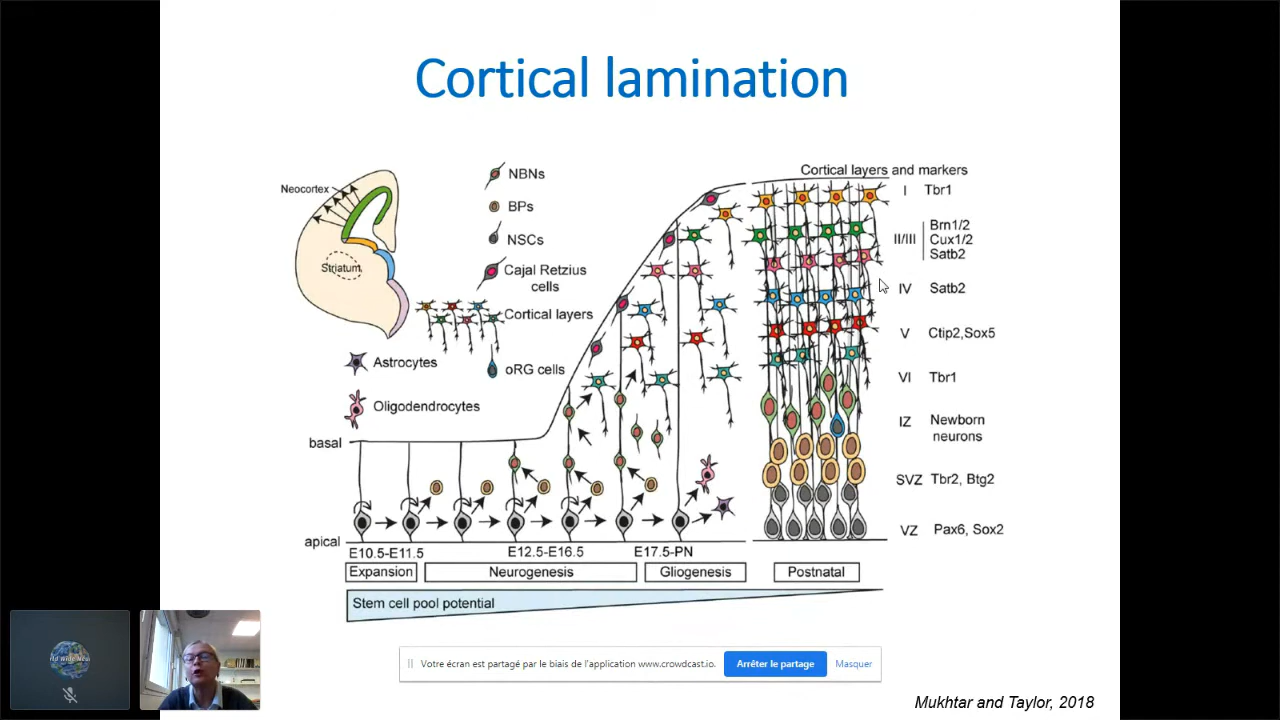 Cortical lamination
Neocortex
Striatum
NBNs
BPs
NSCs
Cajal Retzius
cells
Cortical layers
Astrocytes
oRG cells
Oligodendrocytes
basal
apical
E10.5-E11.5
E12.5-E16.5
E17.5-PN
Expansion
Neurogenesis
Gliogenesis
Postnatal
Stem cell pool potential
Cortical layers and markers
I Tbr1
II/III Brn1/2
Cux1/2
Satb2
IV Satb2
V Ctip2,Sox5
VI Tbr1
IZ Newborn
neurons
SVZ Tbr2, Btg2
VZ Pax6, Sox2
Votre écran est partagé par le biais de l'application www.crowdcast.io.
Arrêter le partage
Masquer
Mukhtar and Taylor, 2018